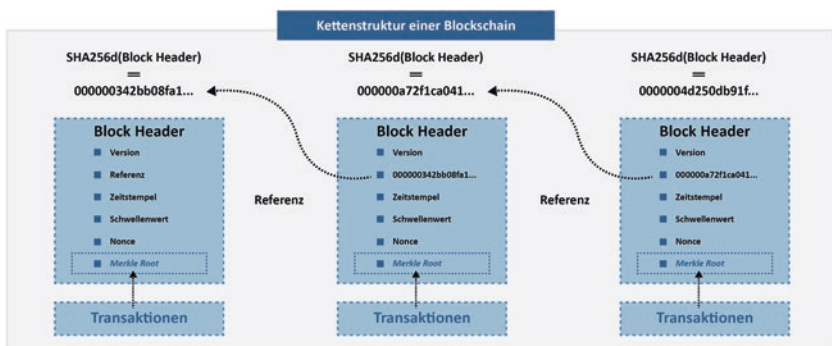 Kettenstruktur einer Blockschain
SHA256d(Block Header)
=
000000342bb08fa1...
Block Header
Version
Referenz
Zeitstempel
Schwellenwert
Nonce
Merkle Root
Transaktionen
Referenz
SHA256d(Block Header)
=
000000a72f1ca041...
Block Header
Version
000000342bb08fa1...
Zeitstempel
Schwellenwert
Nonce
Merkle Root
Transaktionen
Referenz
SHA256d(Block Header)
=
0000004d250db91f...
Block Header
Version
000000a72f1ca041...
Zeitstempel
Schwellenwert
Nonce
Merkle Root
Transaktionen